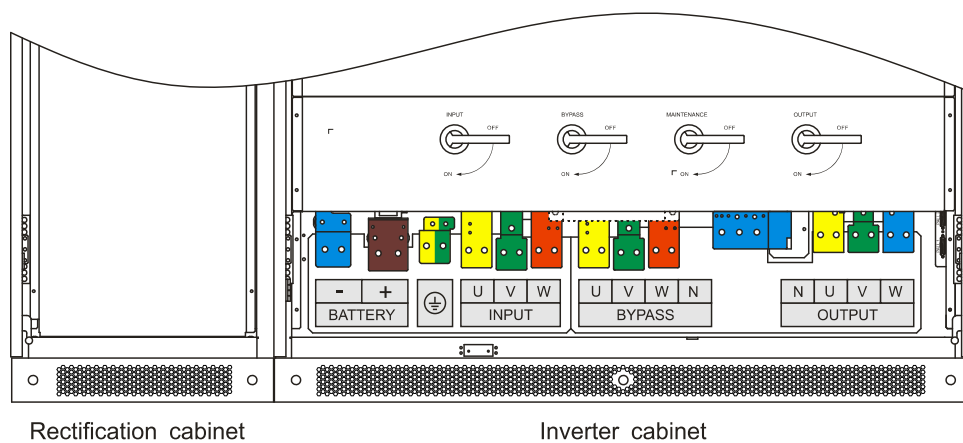 INPUT BYPASS MAINTENANCE OUTPUT
OFF OFF OFF OFF
ON ON ON ON
- + U V W U V W N N U V W
BATTERY INPUT BYPASS OUTPUT
Rectification cabinet Inverter cabinet